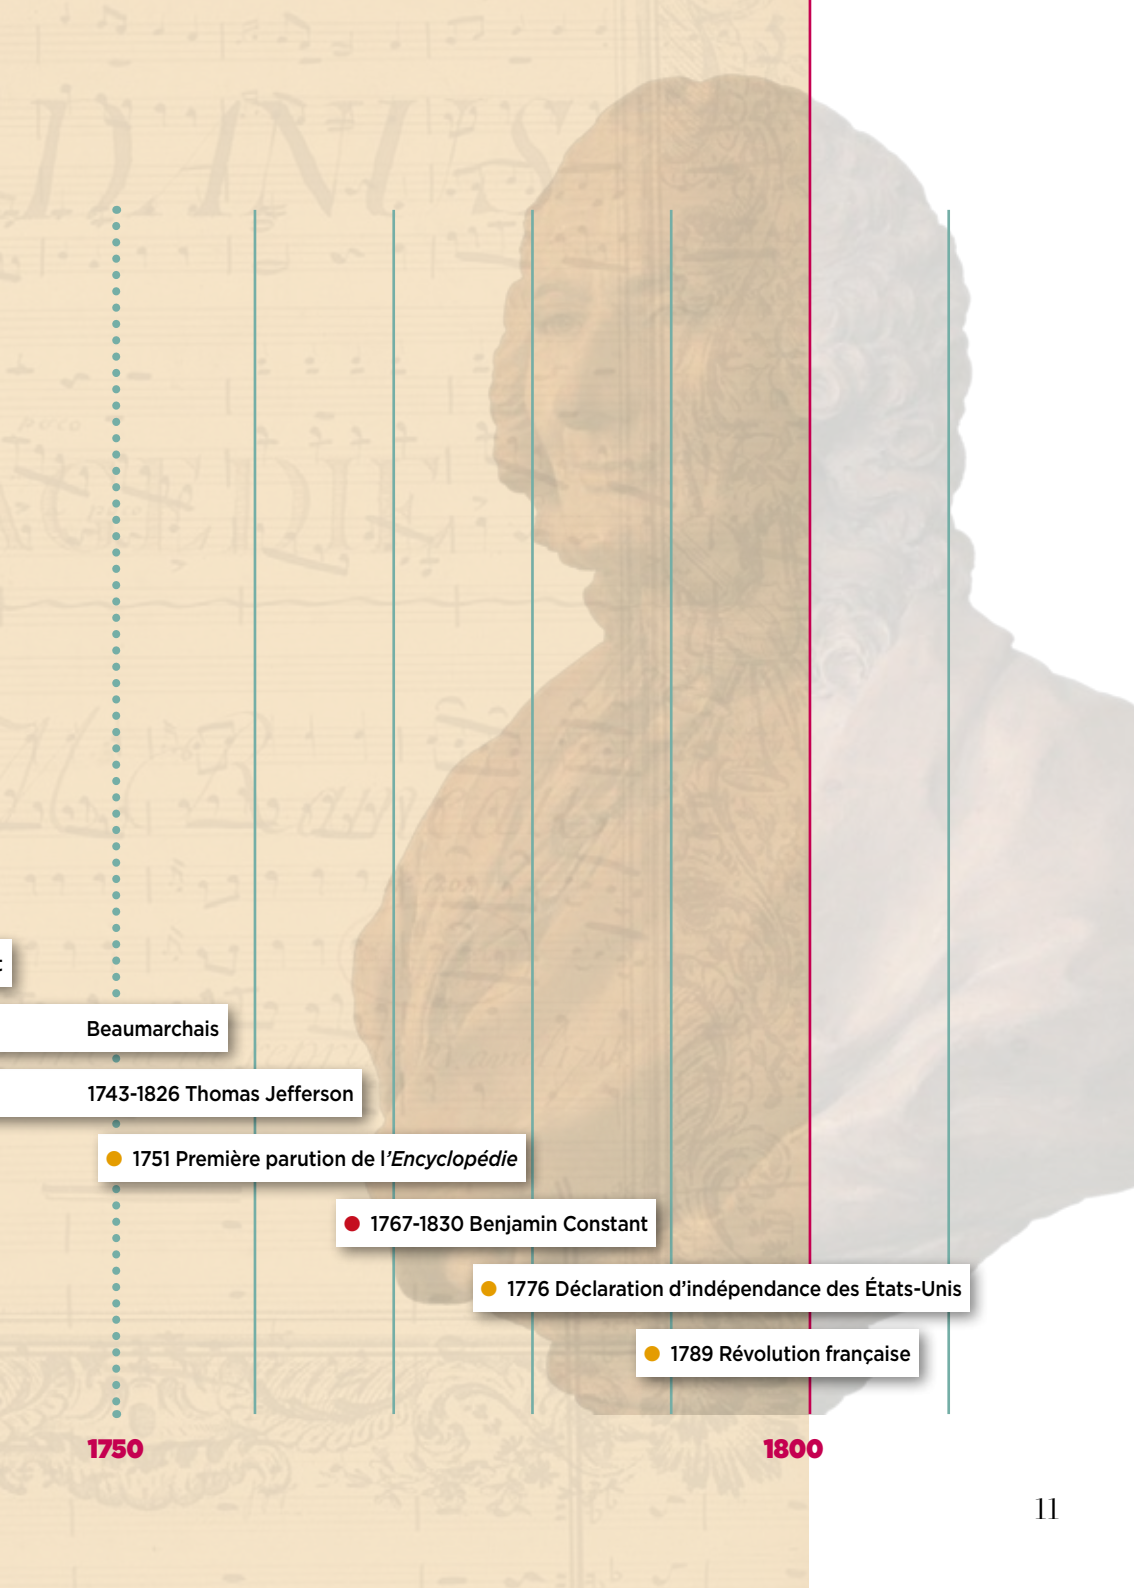 DANUS
Beaumarchais
1743-1826 Thomas Jefferson
1751 Première parution de l’Encyclopédie
1767-1830 Benjamin Constant
1776 Déclaration d’indépendance des États-Unis
1789 Révolution française
1750
1800
11